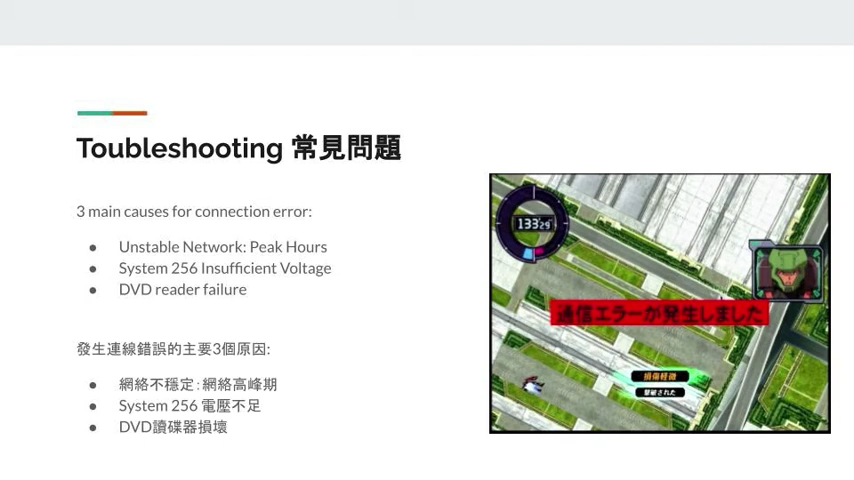 Toubleshooting 常見問題
3 main causes for connection error:
● Unstable Network: Peak Hours
● System 256 Insufficient Voltage
● DVD reader failure
發生連線錯誤的主要3個原因:
● 網絡不穩定 : 網絡高峰期
● System 256 電壓不足
● DVD讀碟器損壞
133"29
通信エラーが発生しました
損傷軽微
撃破された